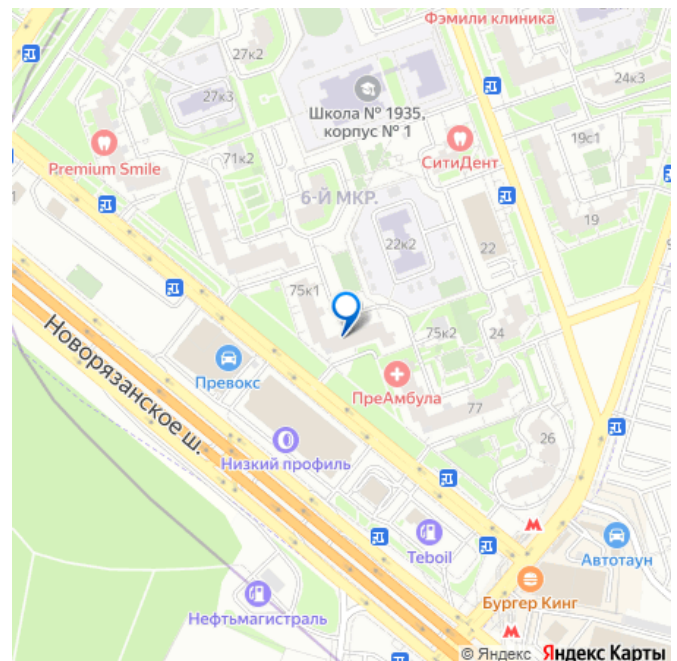 Фэмили клиника
27к2
24к3
27к3
Школа № 1935,
корпус № 1
19с1
71к2
Premium Smile
СитиДент
6-Й МКР.
19
22к2
22
75к1
75к2
24
Новорязанское ш.
Превокс
ПреАмбула
77
26
Низкий профиль
Teboil
Автотаун
Бургер Кинг
Нефтьмагистраль
© Яндекс Яндекс Карты